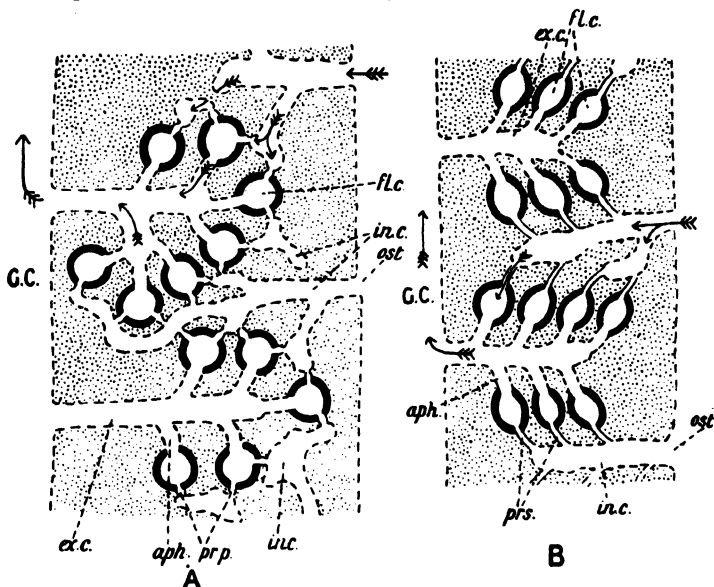 fl.c.
ex.c.
fl.c.
in.c.
ost
G.C.
G.C.
aph.
ost
prs.
in.c.
ex.c.
aph.
pr p.
in.c.
A
B